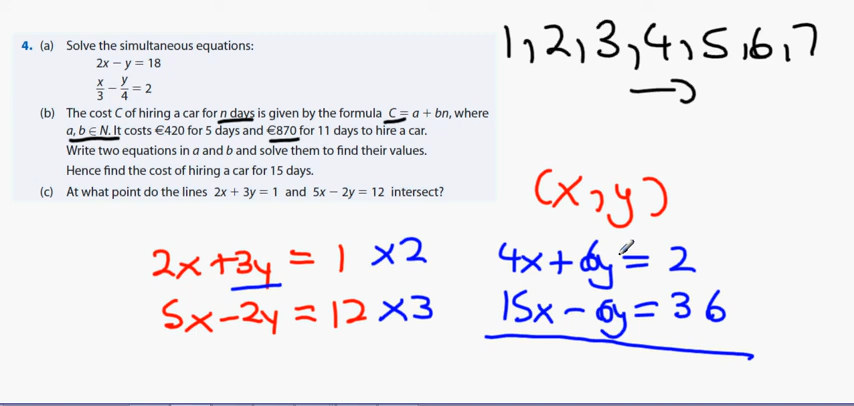 4. (a) Solve the simultaneous equations:
2x − y = 18
x/3 − y/4 = 2
(b) The cost C of hiring a car for n days is given by the formula C = a + bn, where
a, b ∈ N. It costs €420 for 5 days and €870 for 11 days to hire a car.
Write two equations in a and b and solve them to find their values.
Hence find the cost of hiring a car for 15 days.
(c) At what point do the lines 2x + 3y = 1 and 5x − 2y = 12 intersect?
1, 2, 3, 4, 5, 6, 7
(x, y)
2x + 3y = 1 ×2
5x − 2y = 12 ×3
4x + 6y = 2
15x − 6y = 36